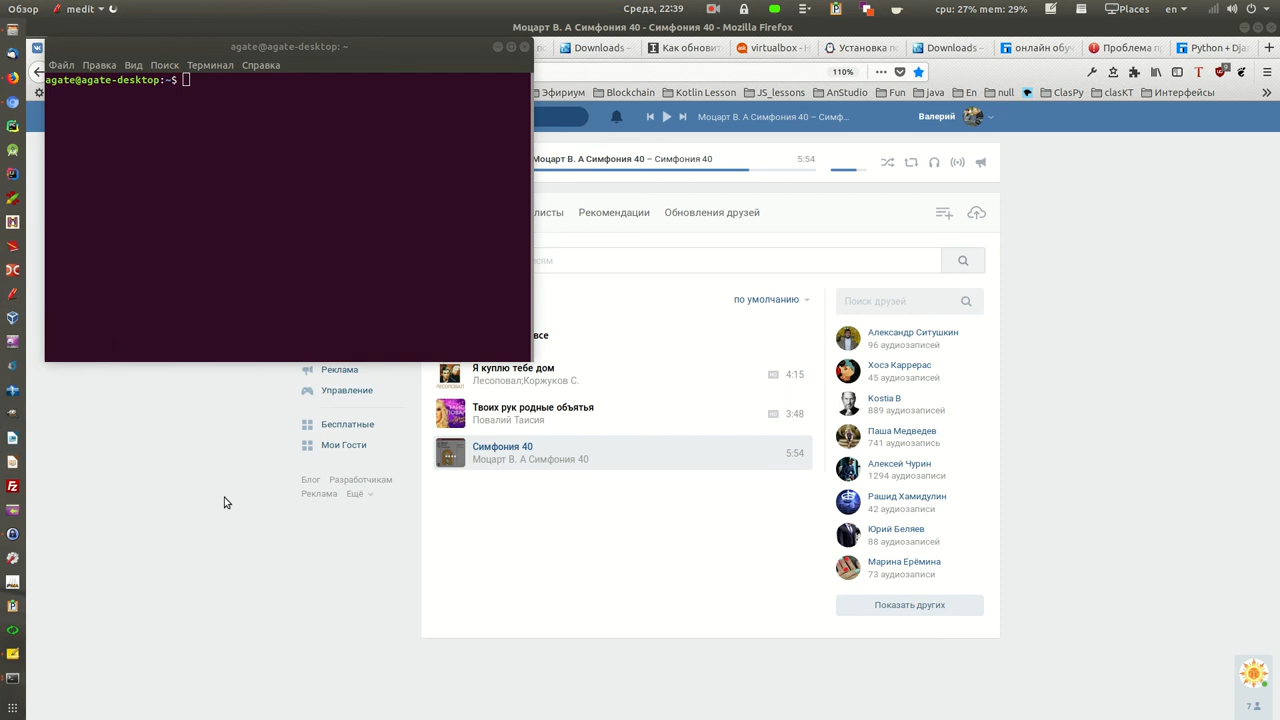 обзор
medit
Среда, 22:39
Моцарт В. А Симфония 40 - Симфония 40 - Mozilla Firefox
agate@agate-desktop: ~
Downloads –
Как обновит
virtualbox - Н
Установка по
Downloads –
онлайн обуч
Проблема п
Python + Dja
Файл Правка Вид Поиск Терминал Справка
110%
agate@agate-desktop:~$
Эфириум
Blockchain
Kotlin Lesson
JS_lessons
AnStudio
Fun
java
En
null
ClasPy
clasKT
Интерфейсы
Моцарт В. А Симфония 40 – Симф...
Валерий
Моцарт В. А Симфония 40 – Симфония 40
5:54
листы
Рекомендации
Обновления друзей
по умолчанию
Поиск друзей
все
Я куплю тебе дом
Лесоповал;Коржуков С.
HD
4:15
Твоих рук родные объятья
Повалий Таисия
HD
3:48
Симфония 40
Моцарт В. А Симфония 40
5:54
Александр Ситушкин
96 аудиозаписей
Хосэ Каррерас
45 аудиозаписей
Kostia B
889 аудиозаписей
Паша Медведев
741 аудиозапись
Алексей Чурин
1294 аудиозаписи
Рашид Хамидулин
42 аудиозаписи
Юрий Беляев
88 аудиозаписей
Марина Ерёмина
73 аудиозаписи
Показать других
Реклама
Управление
Бесплатные
Мои Гости
Блог Разработчикам
Реклама Ещё
7